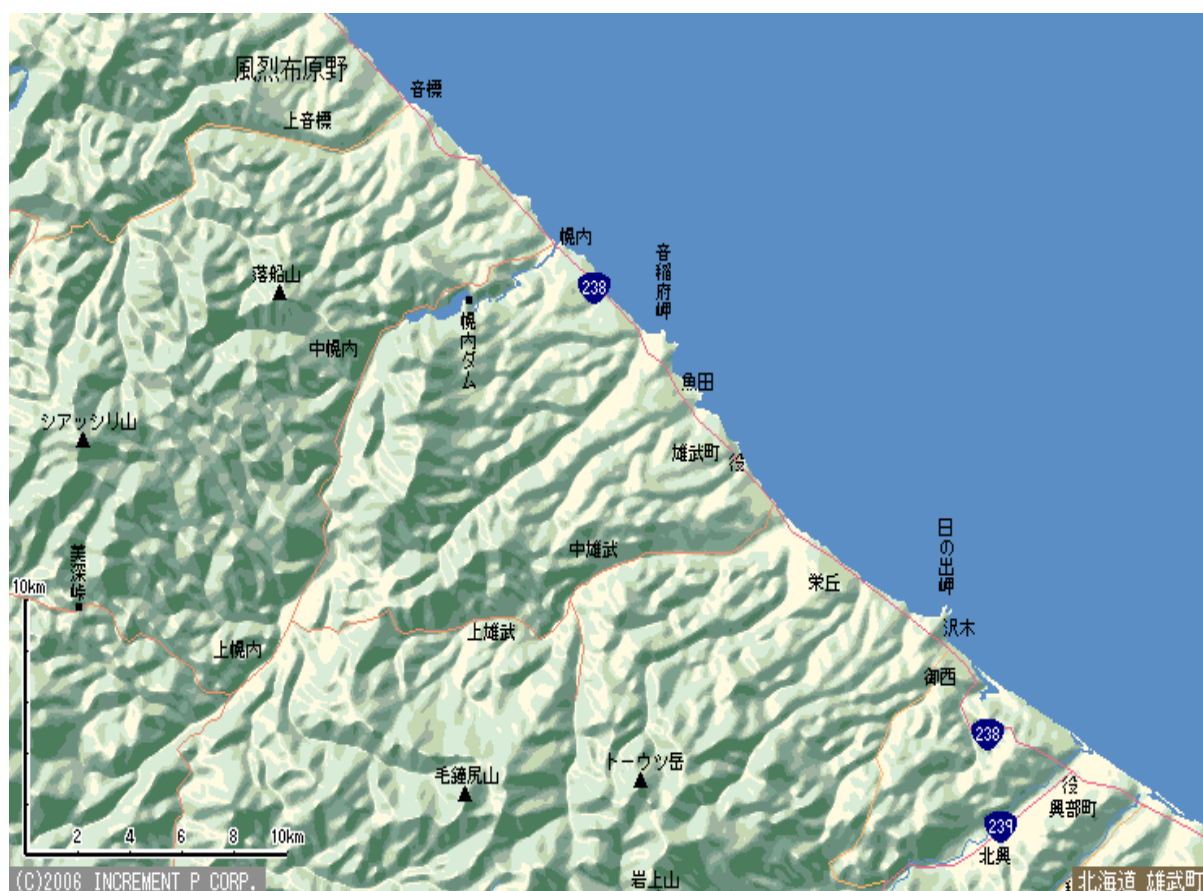 風烈布原野
音標
上音標
幌内
音稲府岬
238
落船山
幌内ダム
中幌内
魚田
シアッシリ山
雄武町
役
日の出岬
中雄武
美深峠
栄丘
10km
上雄武
沢木
上幌内
御西
238
トーウツ岳
毛鐘尻山
役
興部町
239
2 4 6 8 10km
北興
岩上山
(C)2006 INCREMENT P CORP.
北海道 雄武町